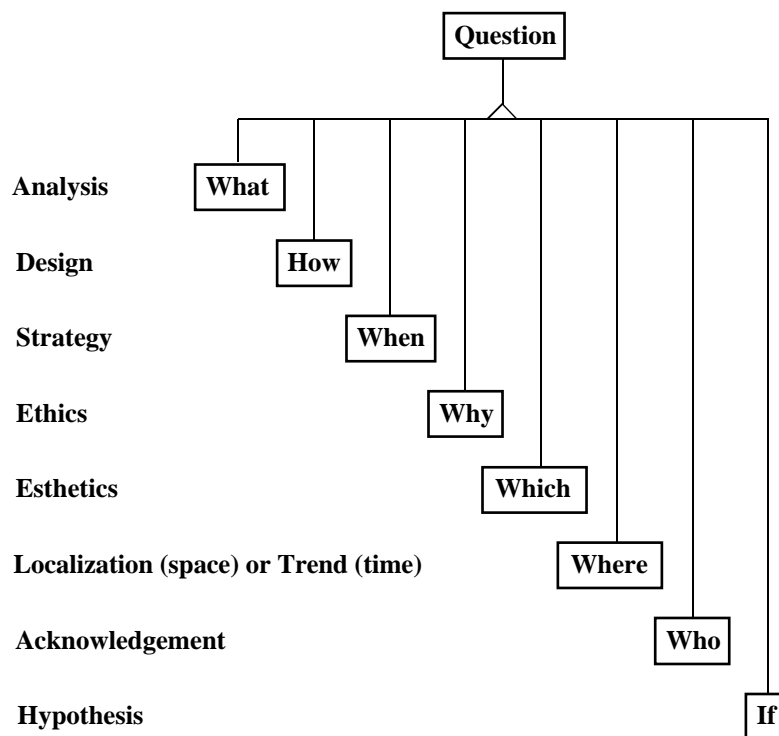 Question
Analysis What
Design How
Strategy When
Ethics Why
Esthetics Which
Localization (space) or Trend (time) Where
Acknowledgement Who
Hypothesis If